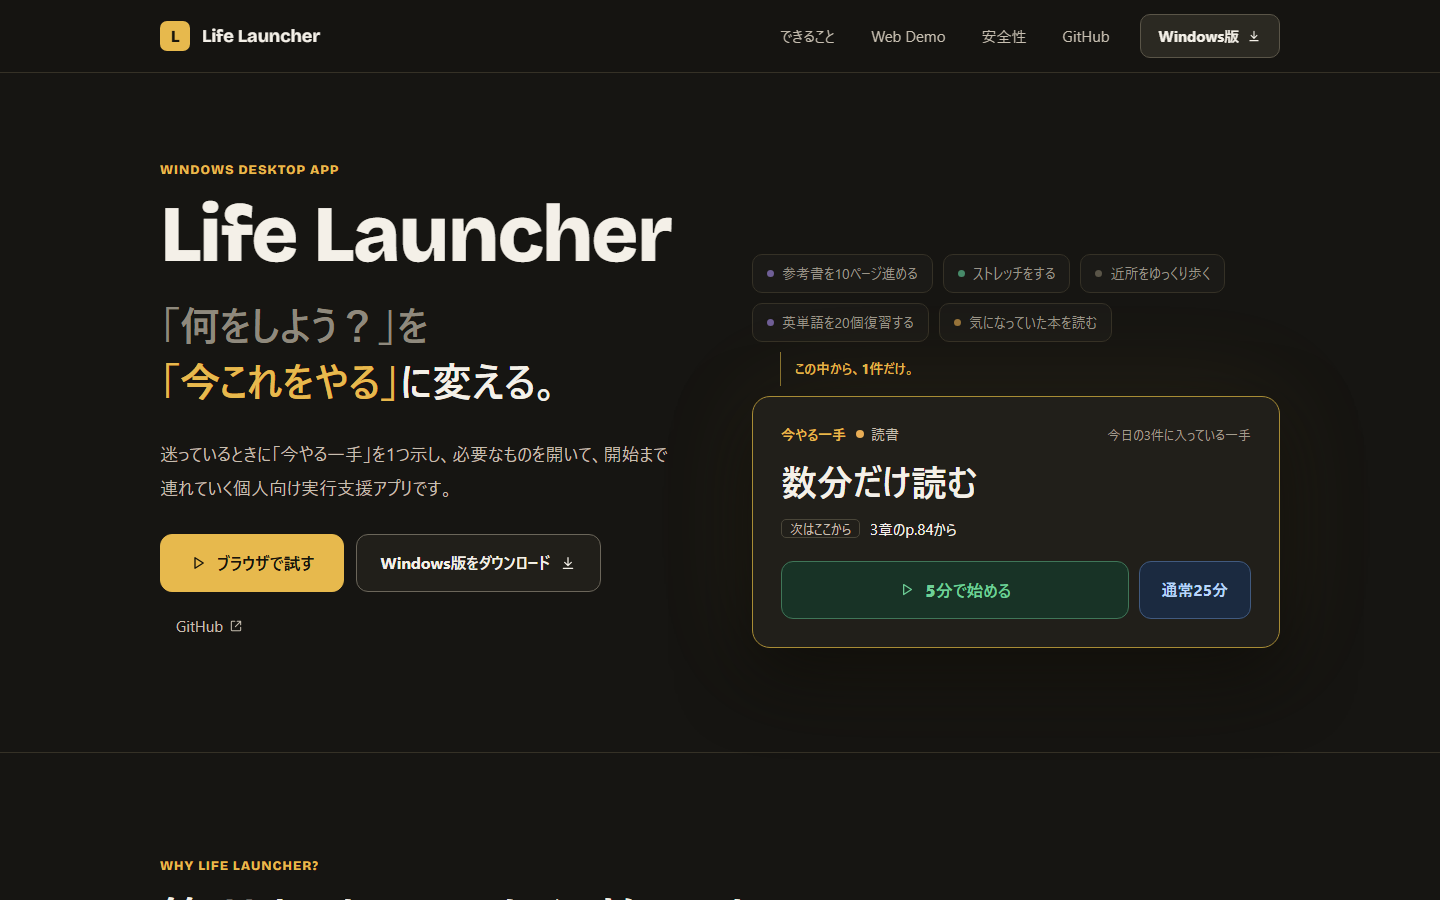 L Life Launcher
できること Web Demo 安全性 GitHub Windows版
WINDOWS DESKTOP APP
Life Launcher
「何をしよう？」を
「今これをやる」に変える。
迷っているときに「今やる一手」を1つ示し、必要なものを開いて、開始まで
連れていく個人向け実行支援アプリです。
ブラウザで試す
Windows版をダウンロード
GitHub
参考書を10ページ進める
ストレッチをする
近所をゆっくり歩く
英単語を20個復習する
気になっていた本を読む
この中から、1件だけ。
今やる一手 読書
今日の3件に入っている一手
数分だけ読む
次はここから 3章のp.84から
5分で始める
通常25分
WHY LIFE LAUNCHER?